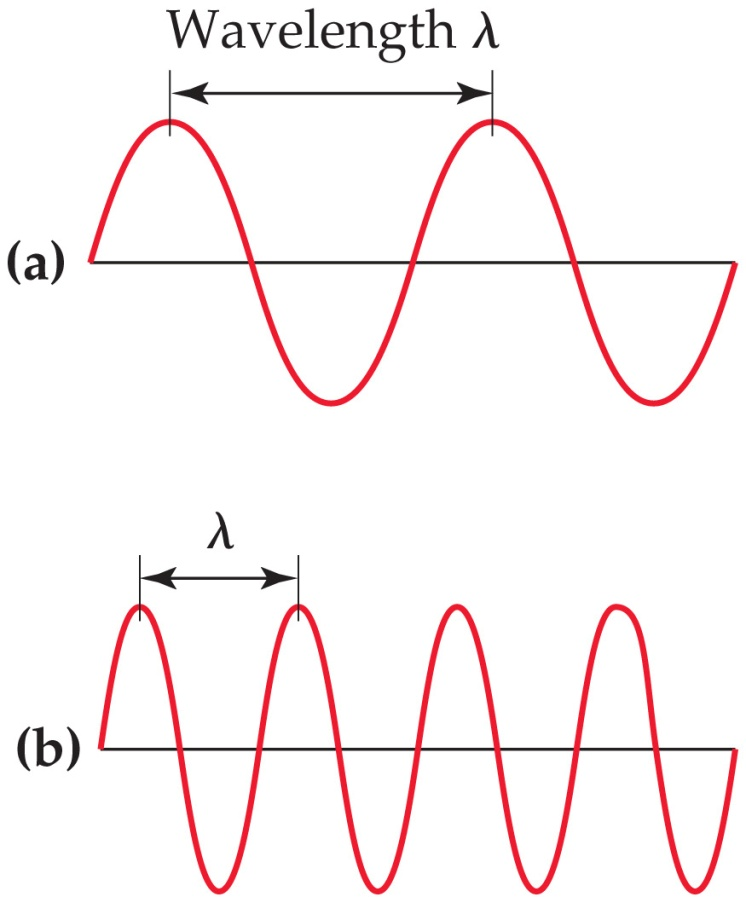 Wavelength λ
(a)
λ
(b)